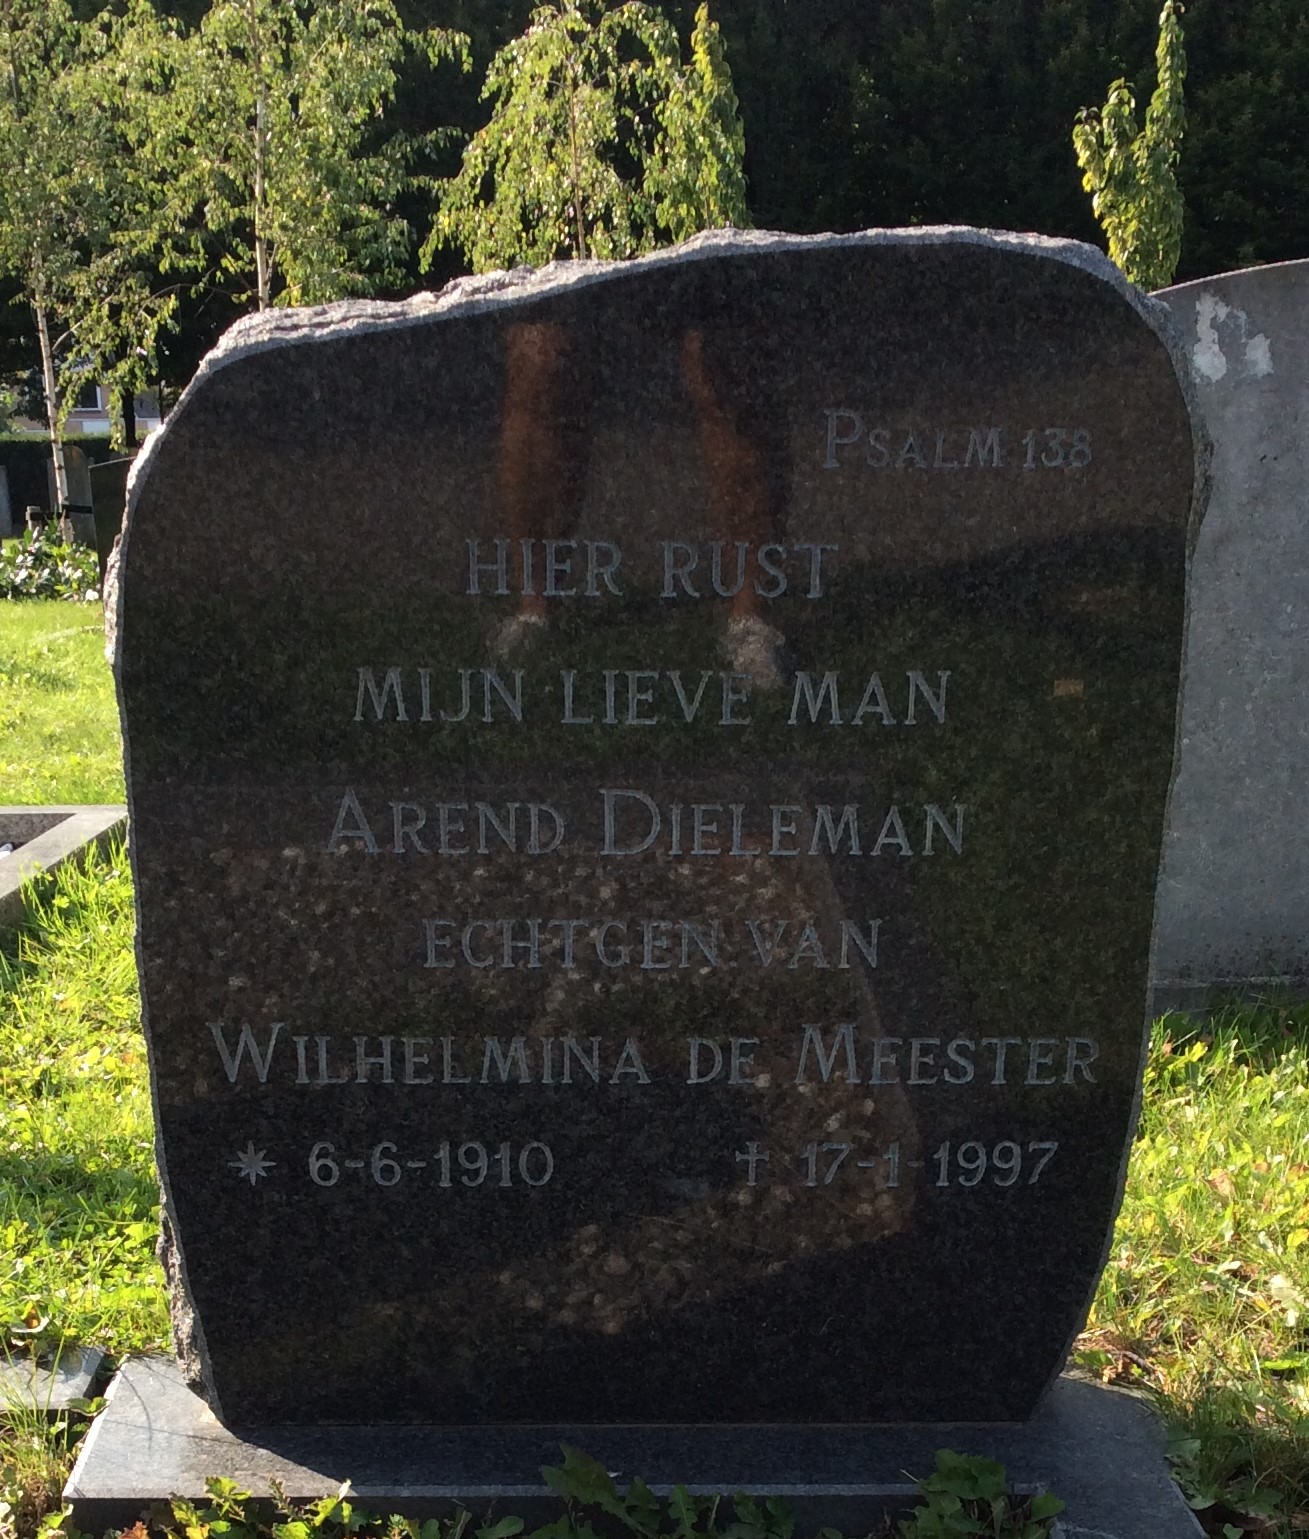 PSALM 138
HIER RUST
MIJN LIEVE MAN
AREND DIELEMAN
ECHTGEN. VAN
WILHELMINA DE MEESTER
* 6-6-1910 † 17-1-1997